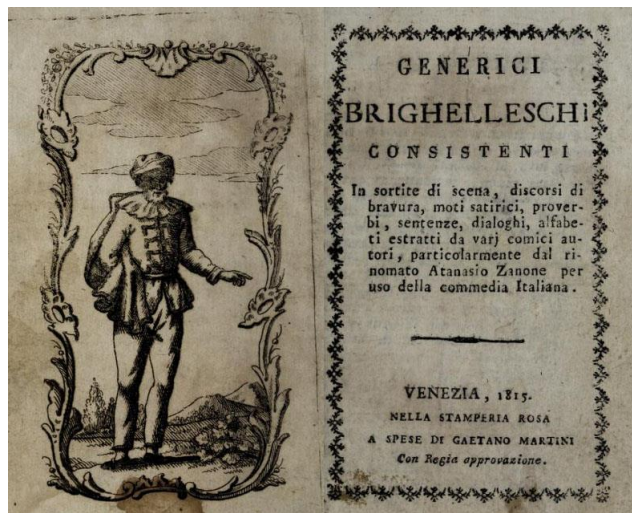 GENERICI
BRIGHELLESCHI
CONSISTENTI
In sortite di scena, discorsi di
bravura, moti satirici, prover-
bi, sentenze, dialoghi, alfabe-
ti estratti da varj comici au-
tori, particolarmente dal ri-
nomato Atanasio Zanone per
uso della commedia Italiana.
VENEZIA, 1815.
NELLA STAMPERIA ROSA
A SPESE DI GAETANO MARTINI
Con Regia approvazione.